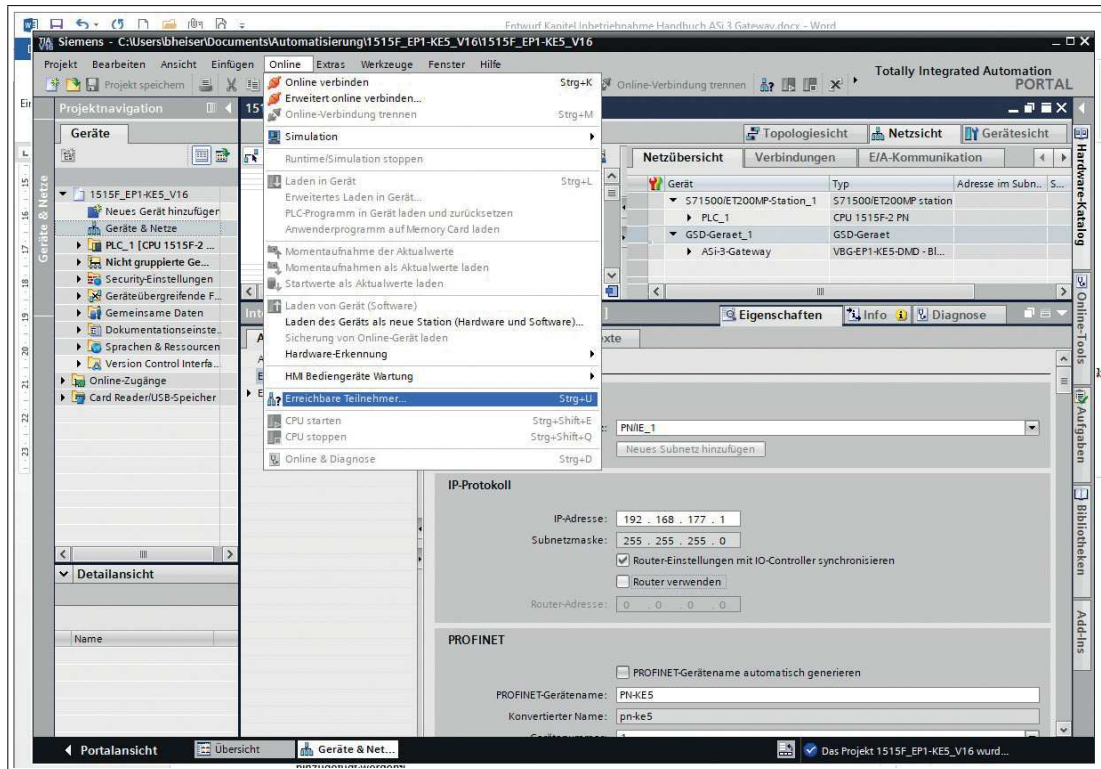 Entwurf Kapitel Inbetriebnahme Handbuch ASi 3 Gateway.docx - Word
Siemens - C:\Users\bheiser\Documents\Automatisierung\1515F_EP1-KE5_V16\1515F_EP1-KE5_V16
Projekt Bearbeiten Ansicht Einfügen Online Extras Werkzeuge Fenster Hilfe
Totally Integrated Automation
PORTAL
Projekt speichern
Online-Verbindung trennen
Projektnavigation
Geräte
Geräte & Netze
1515F_EP1-KE5_V16
Neues Gerät hinzufügen
Geräte & Netze
PLC_1 [CPU 1515F-2 ...
Nicht gruppierte Ge...
Security-Einstellungen
Geräteübergreifende F...
Gemeinsame Daten
Dokumentationseinste...
Sprachen & Ressourcen
Version Control Interfa...
Online-Zugänge
Card Reader/USB-Speicher
Detailansicht
Name
Online verbinden Strg+K
Erweitert online verbinden...
Online-Verbindung trennen Strg+M
Simulation
Runtime/Simulation stoppen
Laden in Gerät Strg+L
Erweitertes Laden in Gerät...
PLC-Programm in Gerät laden und zurücksetzen
Anwenderprogramm auf Memory Card laden
Momentaufnahme der Aktualwerte
Momentaufnahmen als Aktualwerte laden
Startwerte als Aktualwerte laden
Laden von Gerät (Software)
Laden des Geräts als neue Station (Hardware und Software)...
Sicherung von Online-Gerät laden
Hardware-Erkennung
HMI Bediengeräte Wartung
Erreichbare Teilnehmer... Strg+U
CPU starten Strg+Shift+E
CPU stoppen Strg+Shift+Q
Online & Diagnose Strg+D
Topologiesicht Netzsicht Gerätesicht
Netzübersicht Verbindungen E/A-Kommunikation
Gerät Typ Adresse im Subn.. S...
S71500/ET200MP-Station_1 S71500/ET200MP station
PLC_1 CPU 1515F-2 PN
GSD-Geraet_1 GSD-Geraet
ASi-3-Gateway VBG-EP1-KE5-DMD - Bl...
Eigenschaften Info Diagnose
PN/IE_1
Neues Subnetz hinzufügen
IP-Protokoll
IP-Adresse: 192 . 168 . 177 . 1
Subnetzmaske: 255 . 255 . 255 . 0
Router-Einstellungen mit IO-Controller synchronisieren
Router verwenden
Router-Adresse: 0 . 0 . 0 . 0
PROFINET
PROFINET-Gerätename automatisch generieren
PROFINET-Gerätename: PN-KE5
Konvertierter Name: pn-ke5
Hardware-Katalog
Online-Tools
Aufgaben
Bibliotheken
Add-Ins
Portalansicht Übersicht Geräte & Net...
Das Projekt 1515F_EP1-KE5_V16 wurd...